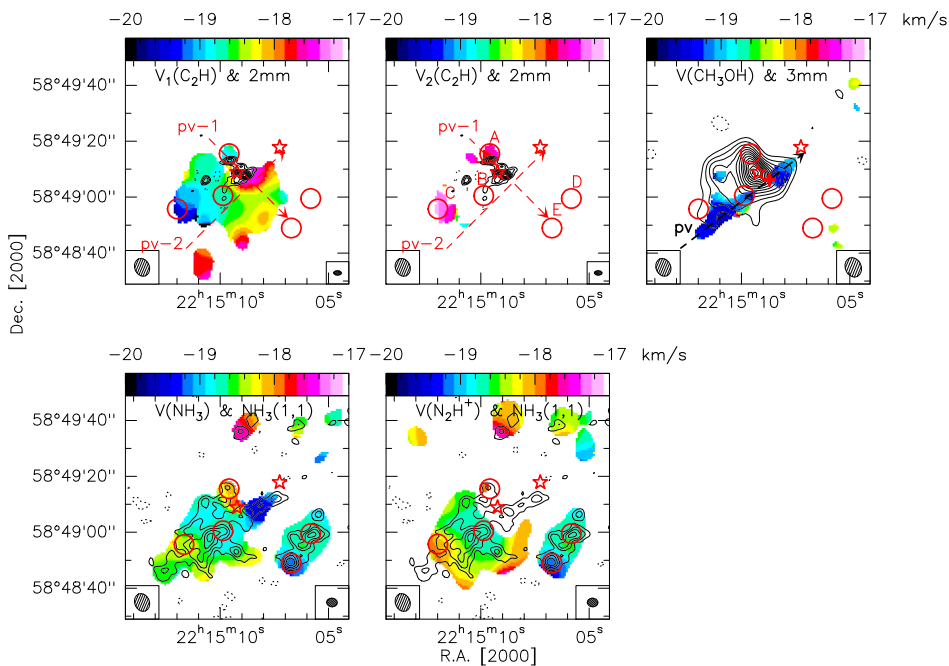 -20 -19 -18 -17 -20 -19 -18 -17 -20 -19 -18 -17 km/s
V₁(C₂H) & 2mm
V₂(C₂H) & 2mm
V(CH₃OH) & 3mm
58°49'40''
58°49'20''
58°49'00''
58°48'40''
pv-1
pv-2
pv-1
A
B
C
D
E
pv-2
pv
22ʰ15ᵐ10ˢ 05ˢ
22ʰ15ᵐ10ˢ 05ˢ
22ʰ15ᵐ10ˢ 05ˢ
Dec. [2000]
-20 -19 -18 -17 -20 -19 -18 -17 km/s
V(NH₃) & NH₃(1,1)
V(N₂H⁺) & NH₃(1,1)
58°49'40''
58°49'20''
58°49'00''
58°48'40''
22ʰ15ᵐ10ˢ 05ˢ
22ʰ15ᵐ10ˢ 05ˢ
R.A. [2000]